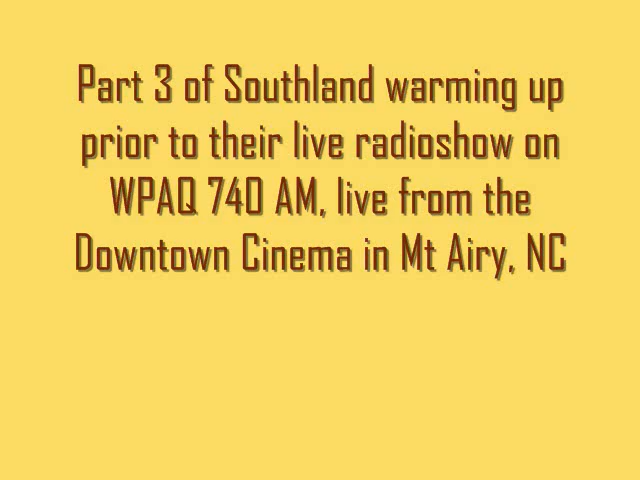 Part 3 of Southland warming up
prior to their live radioshow on
WPAQ 740 AM, live from the
Downtown Cinema in Mt Airy, NC